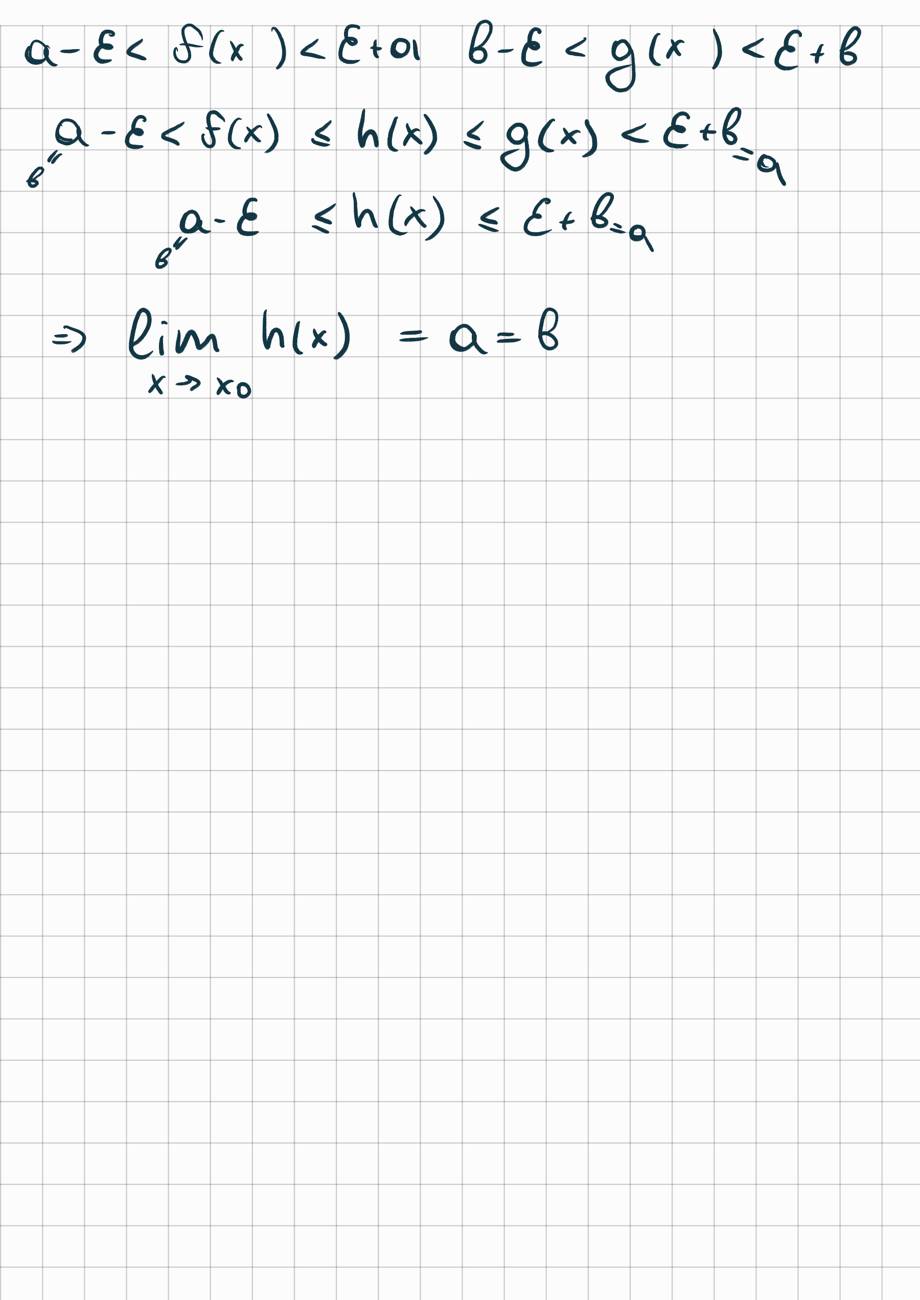 a - ε < f(x) < ε + a   b - ε < g(x) < ε + b
a - ε < f(x) ≤ h(x) ≤ g(x) < ε + b = a
b =
a - ε ≤ h(x) ≤ ε + b = a
b =
⇒ lim h(x) = a = b
x → x0